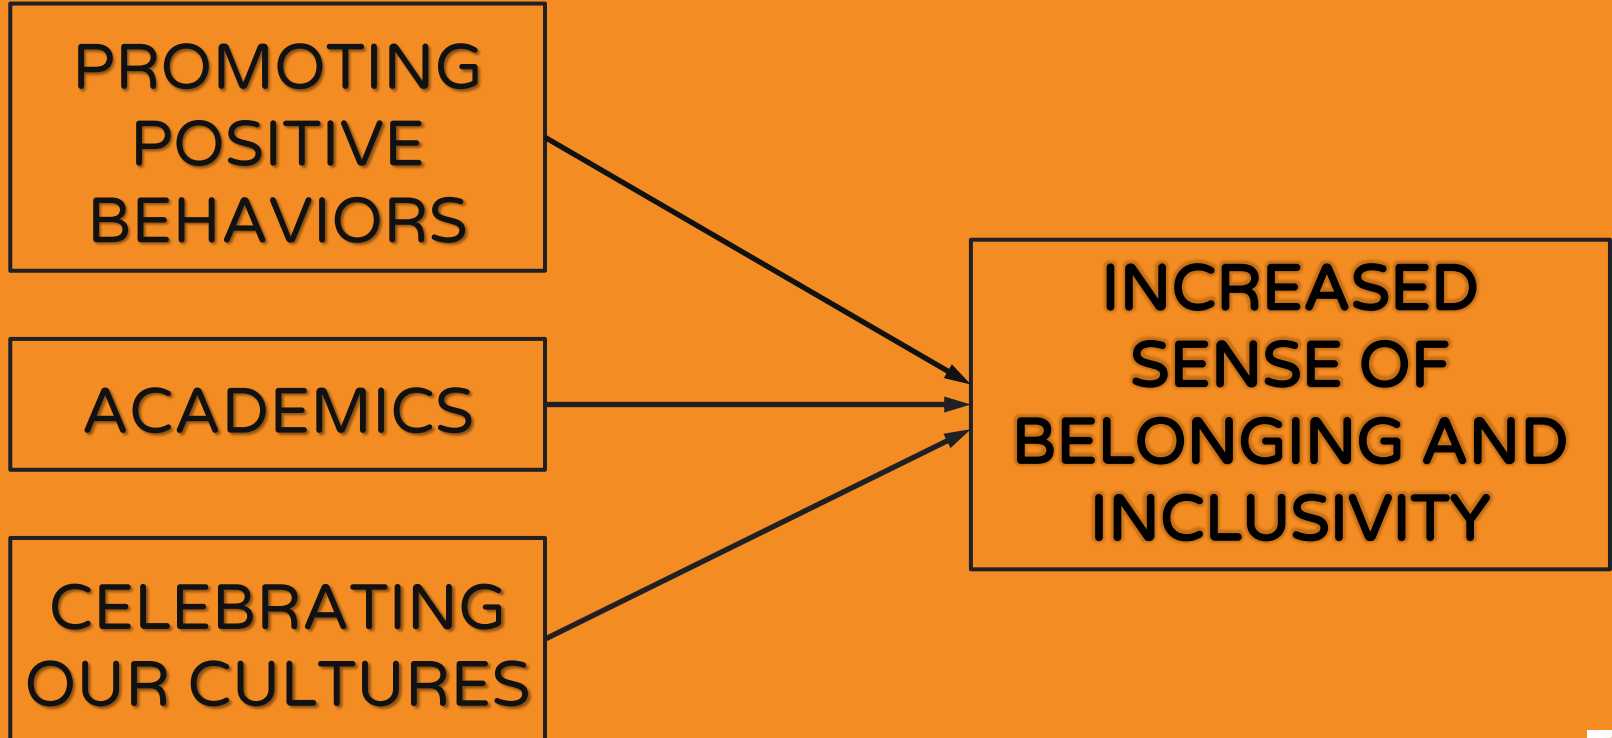 PROMOTING
POSITIVE
BEHAVIORS
ACADEMICS
CELEBRATING
OUR CULTURES
INCREASED
SENSE OF
BELONGING AND
INCLUSIVITY